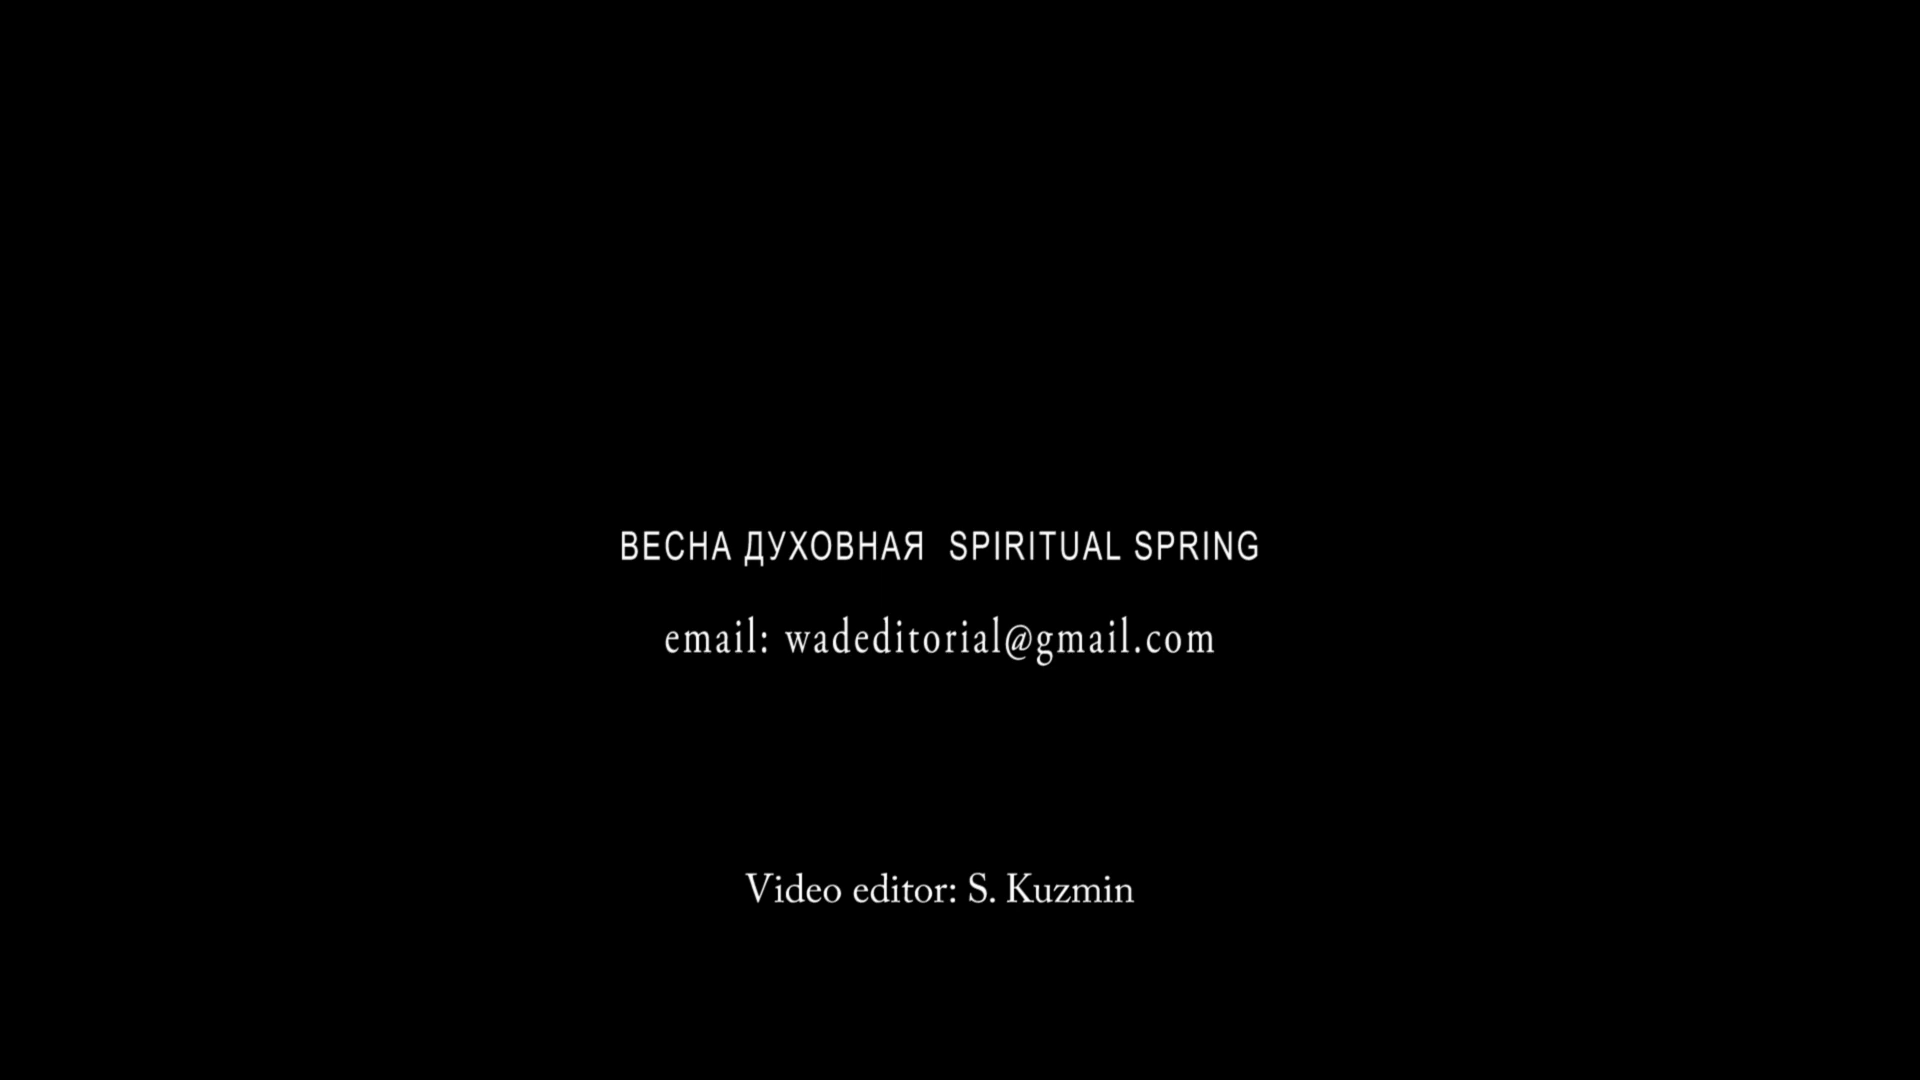 ВЕСНА ДУХОВНАЯ  SPIRITUAL SPRING
email: wadeditorial@gmail.com
Video editor: S. Kuzmin